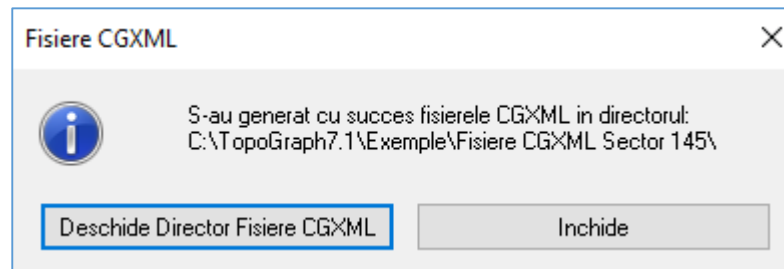 Fisiere CGXML
S-au generat cu succes fisierele CGXML in directorul:
C:\TopoGraph7.1\Exemple\Fisiere CGXML Sector 145\
Deschide Director Fisiere CGXML
Inchide